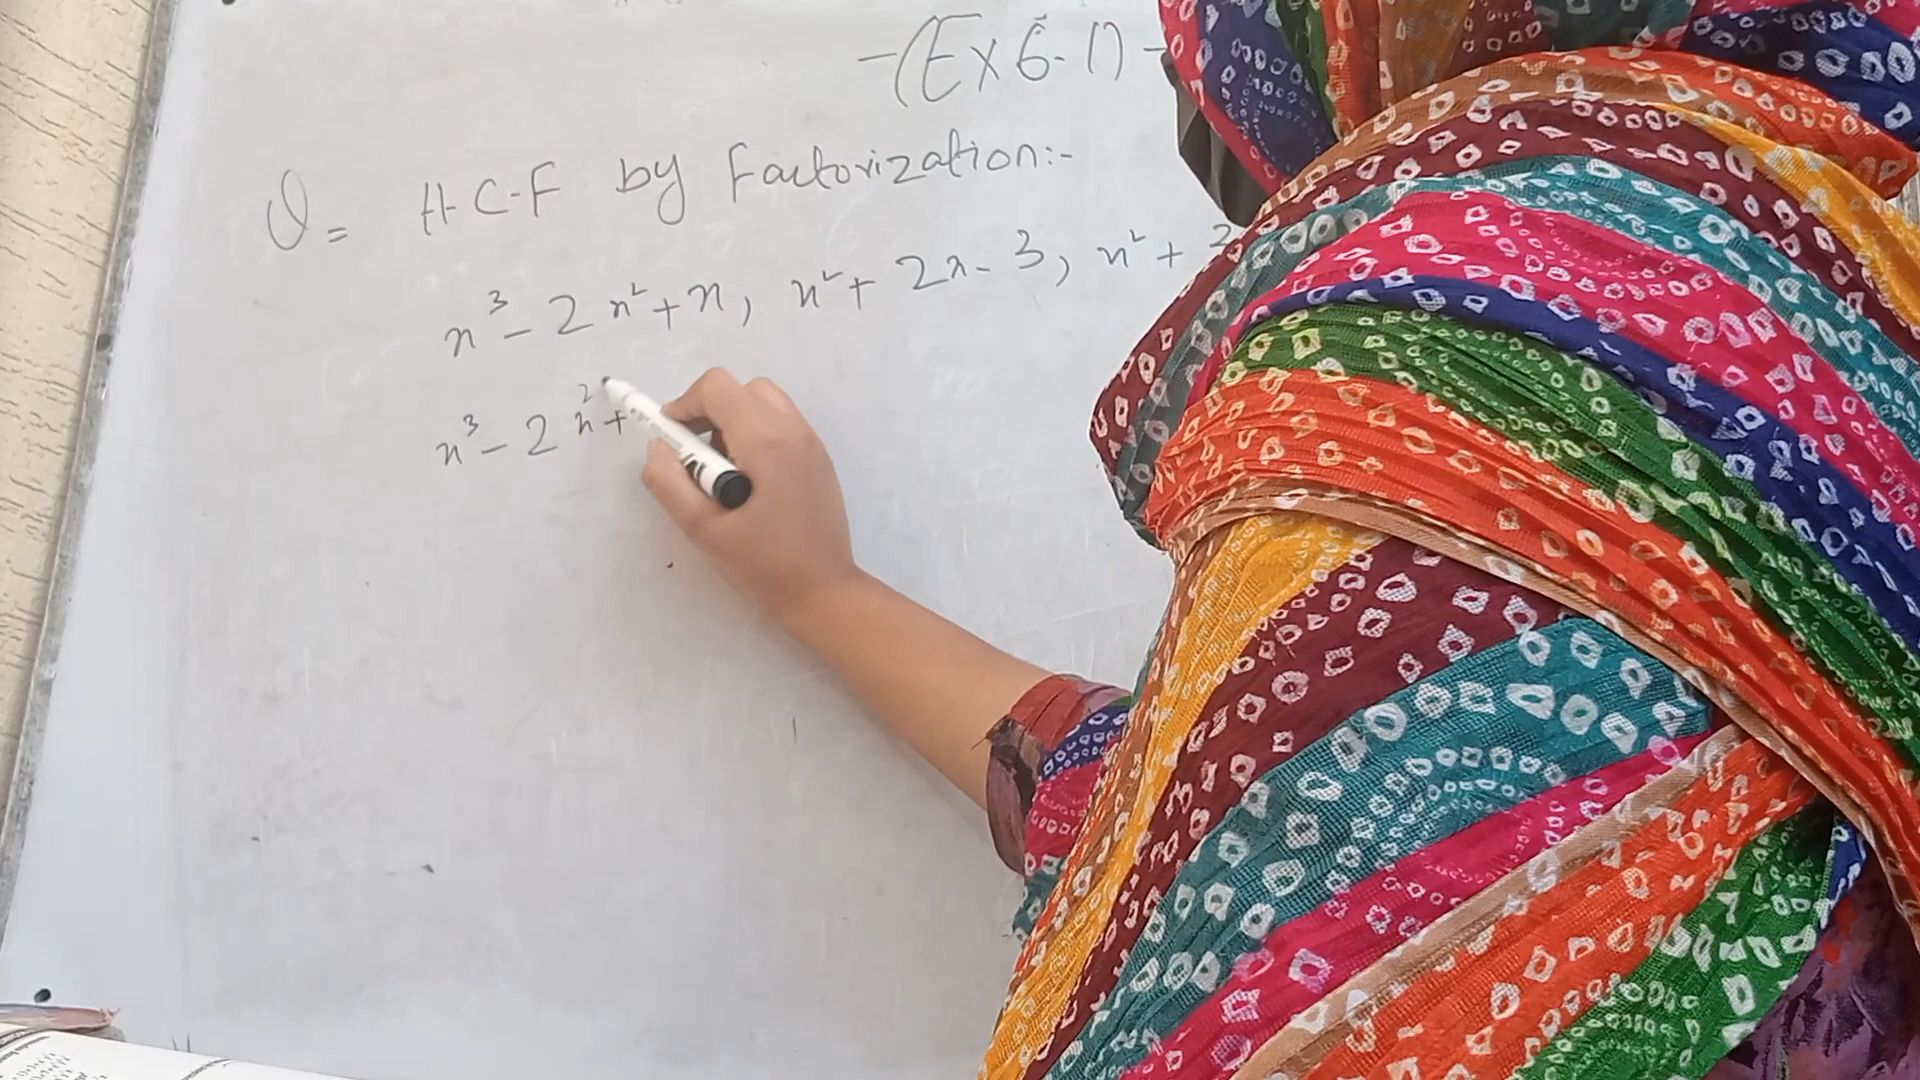 -(Ex 6.1)-
Q= H.C.F by Factorization:-
x³-2x²+x, x²+2x-3, x²+
x³-2x²+